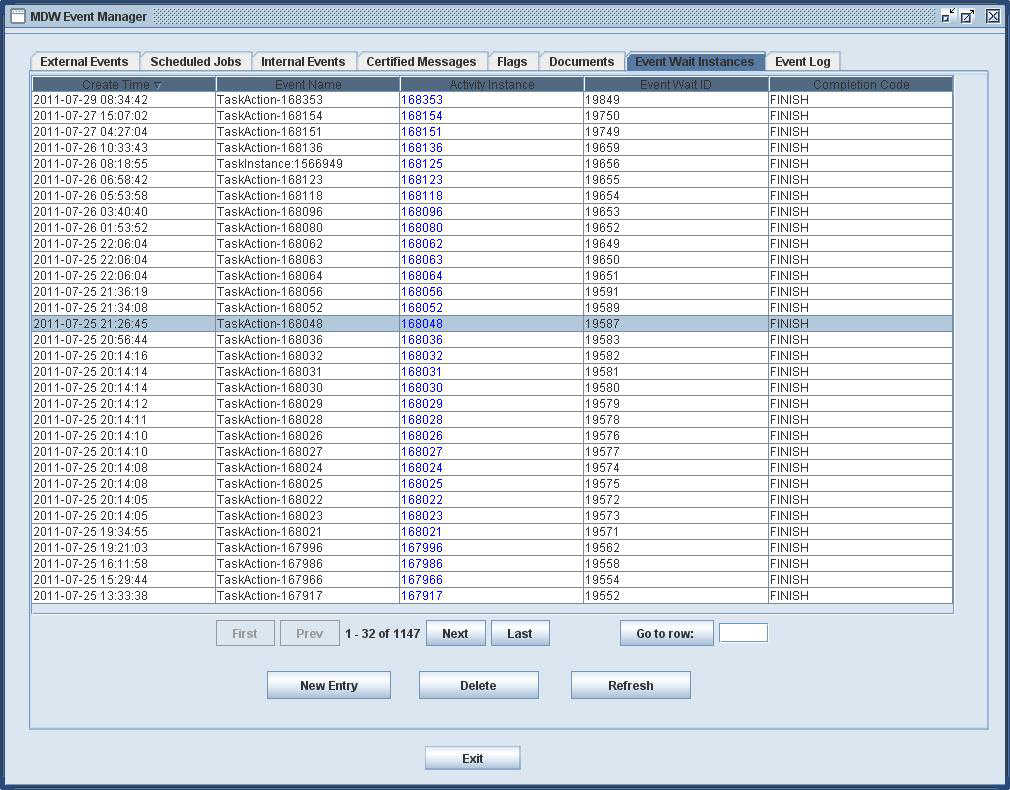 MDW Event Manager
External Events Scheduled Jobs Internal Events Certified Messages Flags Documents Event Wait Instances Event Log
Create Time Event Name Activity Instance Event Wait ID Completion Code
2011-07-29 08:34:42 TaskAction-168353 168353 19849 FINISH
2011-07-27 15:07:02 TaskAction-168154 168154 19750 FINISH
2011-07-27 04:27:04 TaskAction-168151 168151 19749 FINISH
2011-07-26 10:33:43 TaskAction-168136 168136 19659 FINISH
2011-07-26 08:18:55 TaskInstance:1566949 168125 19656 FINISH
2011-07-26 06:58:42 TaskAction-168123 168123 19655 FINISH
2011-07-26 05:53:58 TaskAction-168118 168118 19654 FINISH
2011-07-26 03:40:40 TaskAction-168096 168096 19653 FINISH
2011-07-26 01:53:52 TaskAction-168080 168080 19652 FINISH
2011-07-25 22:06:04 TaskAction-168062 168062 19649 FINISH
2011-07-25 22:06:04 TaskAction-168063 168063 19650 FINISH
2011-07-25 22:06:04 TaskAction-168064 168064 19651 FINISH
2011-07-25 21:36:19 TaskAction-168056 168056 19591 FINISH
2011-07-25 21:34:08 TaskAction-168052 168052 19589 FINISH
2011-07-25 21:26:45 TaskAction-168048 168048 19587 FINISH
2011-07-25 20:56:44 TaskAction-168036 168036 19583 FINISH
2011-07-25 20:14:16 TaskAction-168032 168032 19582 FINISH
2011-07-25 20:14:14 TaskAction-168031 168031 19581 FINISH
2011-07-25 20:14:14 TaskAction-168030 168030 19580 FINISH
2011-07-25 20:14:12 TaskAction-168029 168029 19579 FINISH
2011-07-25 20:14:11 TaskAction-168028 168028 19578 FINISH
2011-07-25 20:14:10 TaskAction-168026 168026 19576 FINISH
2011-07-25 20:14:10 TaskAction-168027 168027 19577 FINISH
2011-07-25 20:14:08 TaskAction-168024 168024 19574 FINISH
2011-07-25 20:14:08 TaskAction-168025 168025 19575 FINISH
2011-07-25 20:14:05 TaskAction-168022 168022 19572 FINISH
2011-07-25 20:14:05 TaskAction-168023 168023 19573 FINISH
2011-07-25 19:34:55 TaskAction-168021 168021 19571 FINISH
2011-07-25 19:21:03 TaskAction-167996 167996 19562 FINISH
2011-07-25 16:11:58 TaskAction-167986 167986 19558 FINISH
2011-07-25 15:29:44 TaskAction-167966 167966 19554 FINISH
2011-07-25 13:33:38 TaskAction-167917 167917 19552 FINISH
First Prev 1 - 32 of 1147 Next Last Go to row:
New Entry Delete Refresh
Exit